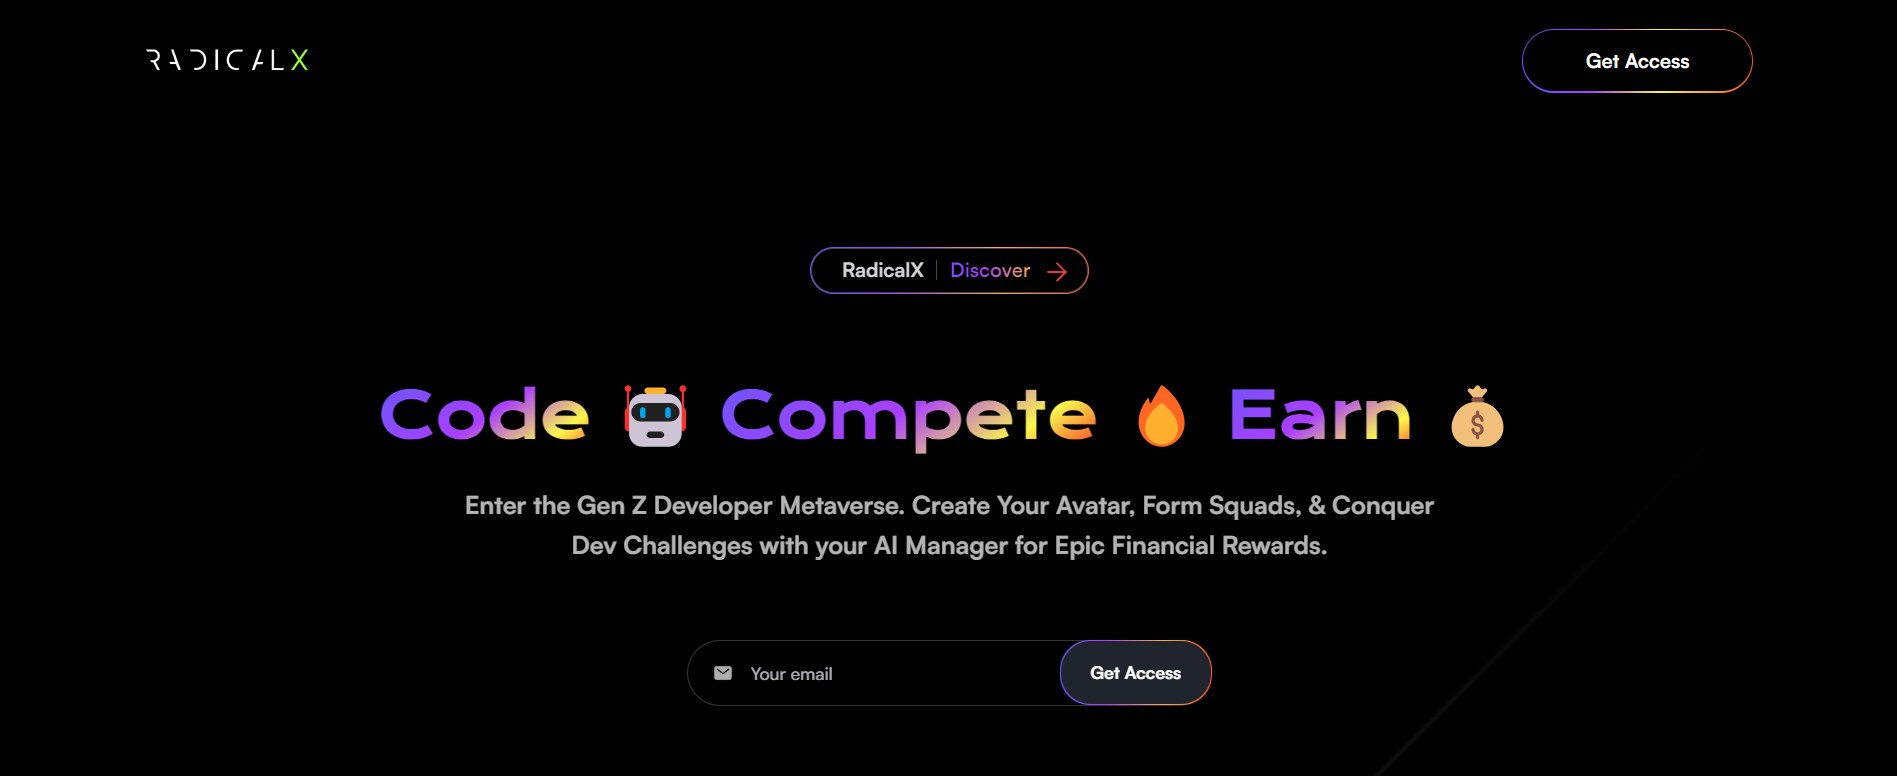 RADICALX
Get Access
RadicalX | Discover →
Code 🤖 Compete 🔥 Earn 💰
Enter the Gen Z Developer Metaverse. Create Your Avatar, Form Squads, & Conquer
Dev Challenges with your AI Manager for Epic Financial Rewards.
Your email
Get Access